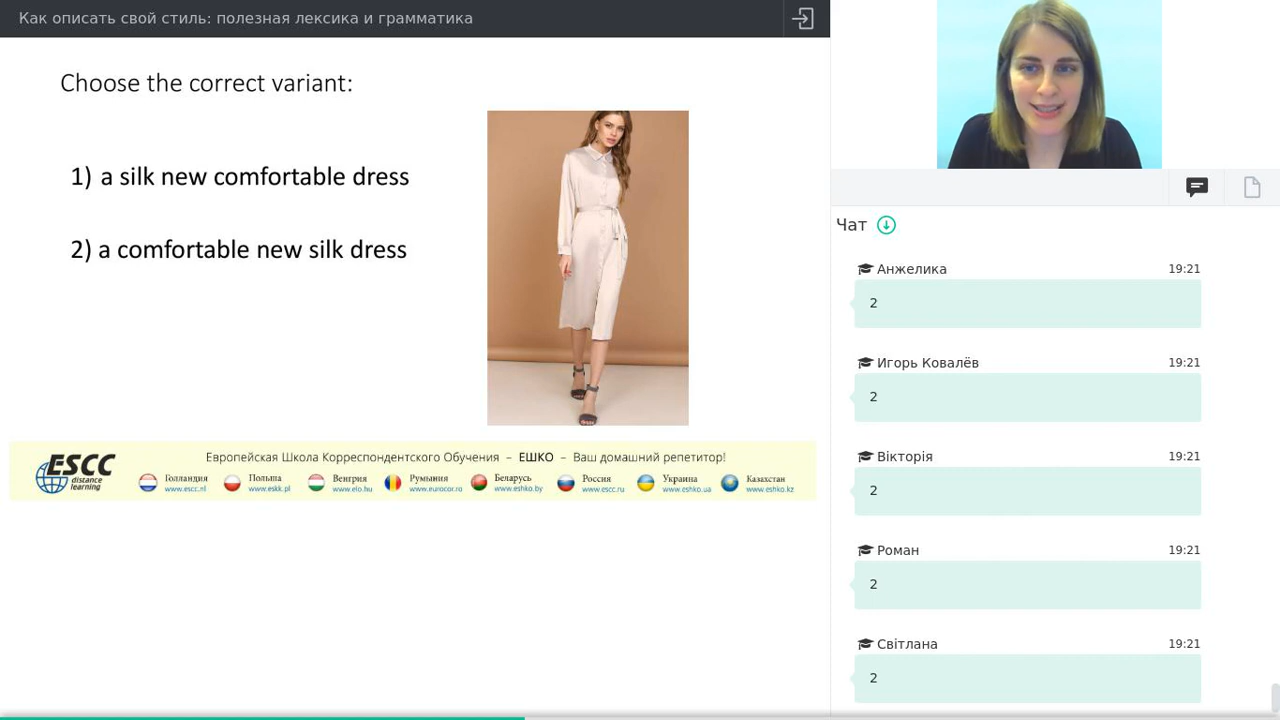 Как описать свой стиль: полезная лексика и грамматика
Choose the correct variant:
1) a silk new comfortable dress
2) a comfortable new silk dress
ESCC
distance
learning
Европейская Школа Корреспондентского Обучения – ЕШКО – Ваш домашний репетитор!
Голландия
www.escc.nl
Польша
www.eskk.pl
Венгрия
www.elo.hu
Румыния
www.eurocor.ro
Беларусь
www.eshko.by
Россия
www.escc.ru
Украина
www.eshko.ua
Казахстан
www.eshko.kz
Чат
Анжелика 19:21
2
Игорь Ковалёв 19:21
2
Вікторія 19:21
2
Роман 19:21
2
Світлана 19:21
2